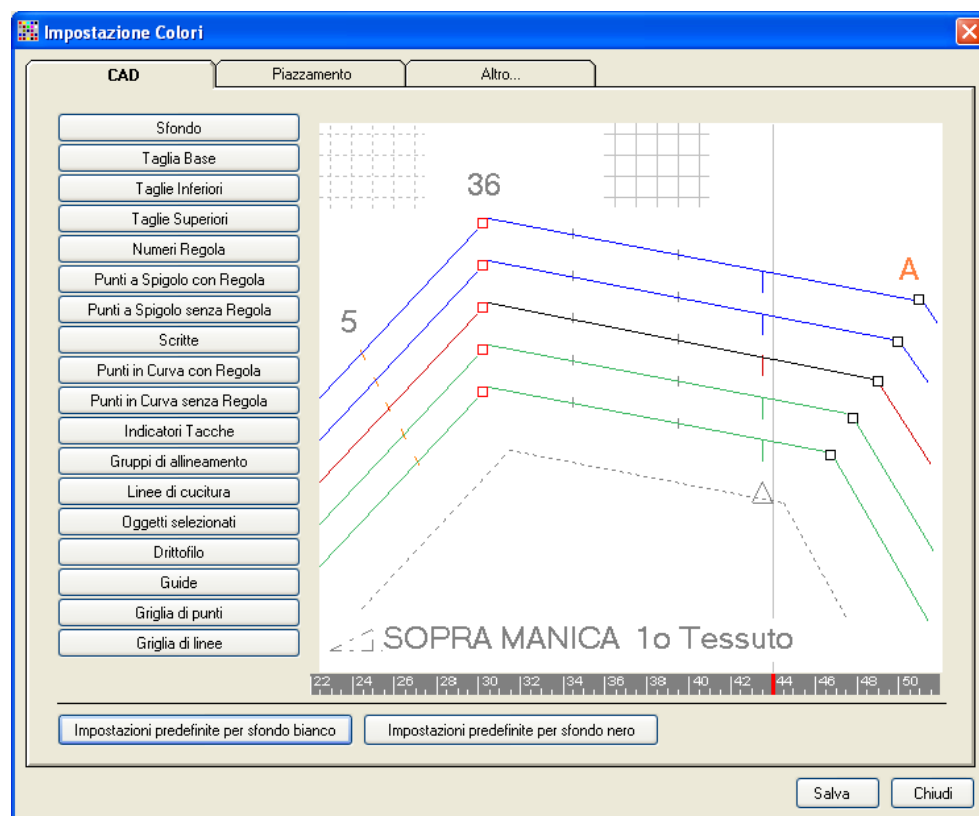 Impostazione Colori
CAD
Piazzamento
Altro...
Sfondo
Taglia Base
Taglie Inferiori
Taglie Superiori
Numeri Regola
Punti a Spigolo con Regola
Punti a Spigolo senza Regola
Scritte
Punti in Curva con Regola
Punti in Curva senza Regola
Indicatori Tacche
Gruppi di allineamento
Linee di cucitura
Oggetti selezionati
Drittofilo
Guide
Griglia di punti
Griglia di linee
36
A
5
SOPRA MANICA 1o Tessuto
22 24 26 28 30 32 34 36 38 40 42 44 46 48 50
Impostazioni predefinite per sfondo bianco
Impostazioni predefinite per sfondo nero
Salva
Chiudi